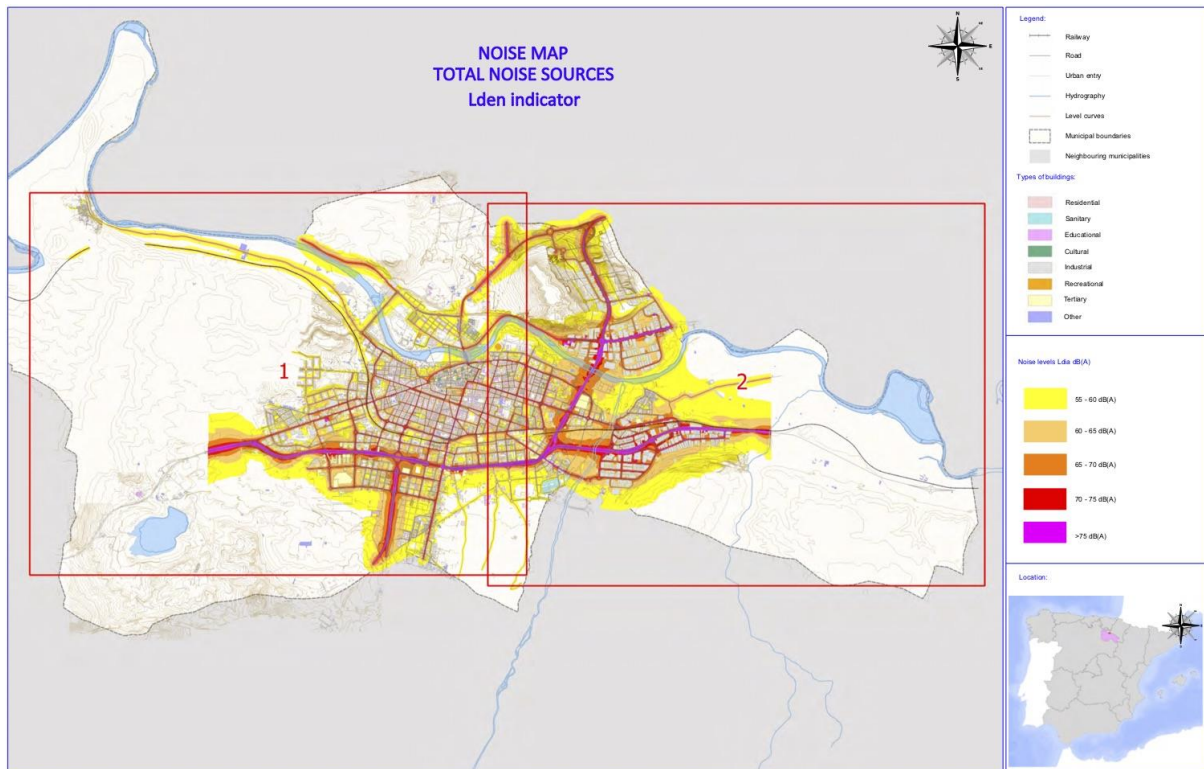 NOISE MAP
TOTAL NOISE SOURCES
Lden indicator
N
E
S
1
2
Legend:
Railway
Road
Urban entry
Hydrography
Level curves
Municipal boundaries
Neighbouring municipalities
Types of buildings:
Residential
Sanitary
Educational
Cultural
Industrial
Recreational
Tertiary
Other
Noise levels Ldia dB(A)
55 - 60 dB(A)
60 - 65 dB(A)
65 - 70 dB(A)
70 - 75 dB(A)
>75 dB(A)
Location: